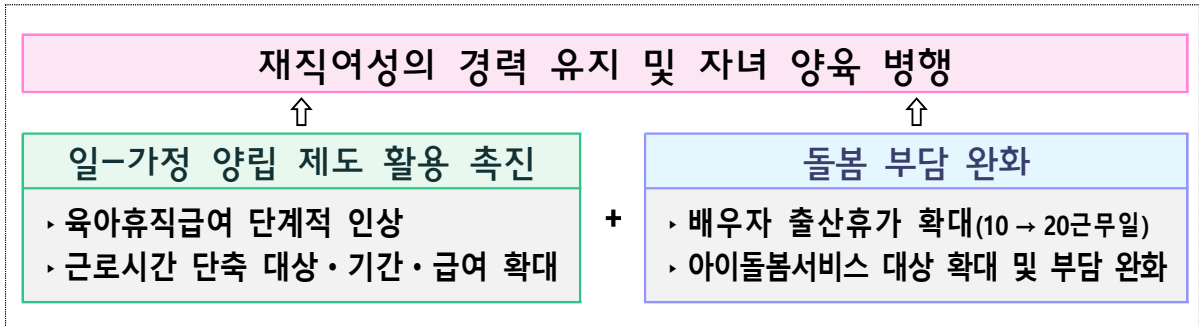 재직여성의 경력 유지 및 자녀 양육 병행
⇧ ⇧
일-가정 양립 제도 활용 촉진
‣ 육아휴직급여 단계적 인상
‣ 근로시간 단축 대상・기간・급여 확대
+
돌봄 부담 완화
‣ 배우자 출산휴가 확대(10 → 20근무일)
‣ 아이돌봄서비스 대상 확대 및 부담 완화